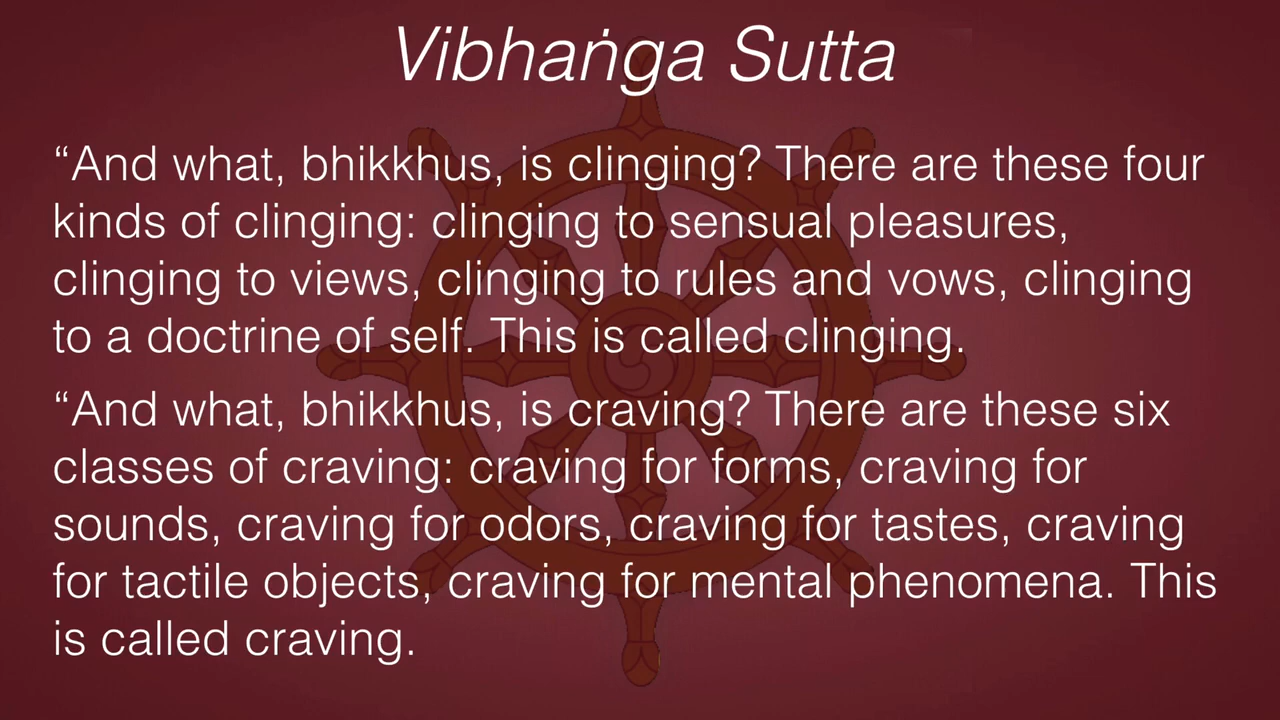 Vibhaṅga Sutta
“And what, bhikkhus, is clinging? There are these four
kinds of clinging: clinging to sensual pleasures,
clinging to views, clinging to rules and vows, clinging
to a doctrine of self. This is called clinging.
“And what, bhikkhus, is craving? There are these six
classes of craving: craving for forms, craving for
sounds, craving for odors, craving for tastes, craving
for tactile objects, craving for mental phenomena. This
is called craving.